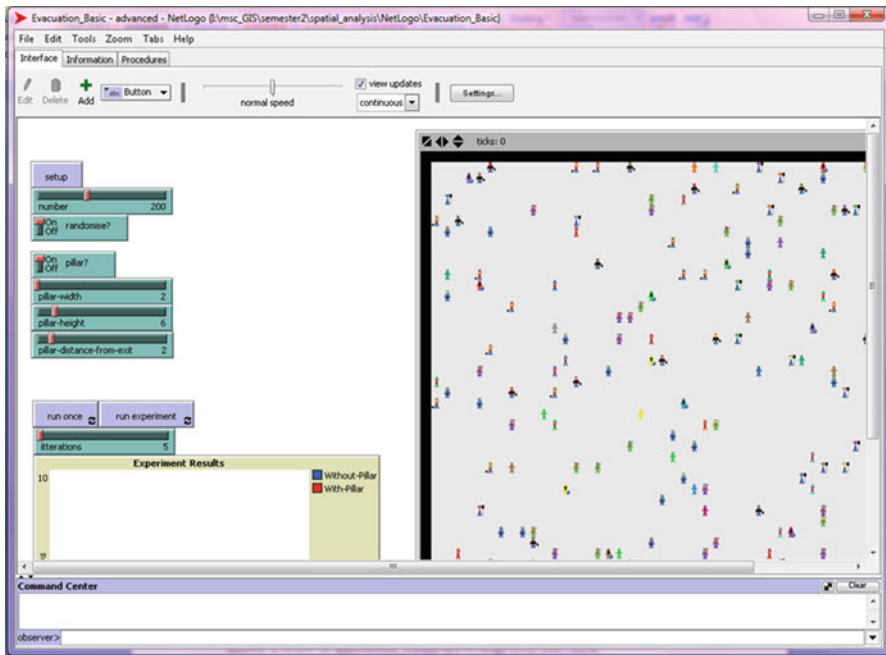 Evacuation_Basic - advanced - NetLogo {I:\msc_GIS\semester2\spatial_analysis\NetLogo\Evacuation_Basic}
File Edit Tools Zoom Tabs Help
Interface Information Procedures
Edit Delete Add abc Button normal speed view updates continuous Settings...
ticks: 0
setup
number 200
On Off randomise?
On Off pillar?
pillar-width 2
pillar-height 6
pillar-distance-from-exit 2
run once run experiment
itterations 5
Experiment Results
10
Without-Pillar
With-Pillar
9
Command Center Clear
observer>